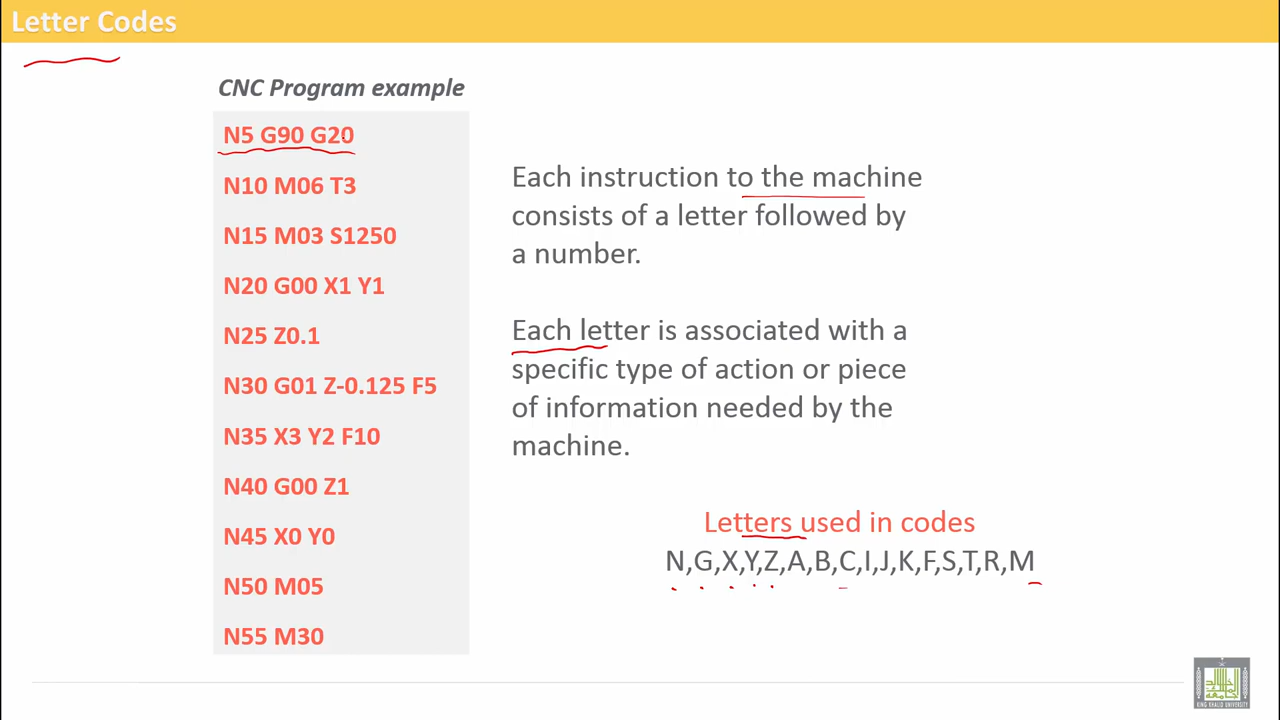 Letter Codes
CNC Program example
N5 G90 G20
N10 M06 T3
N15 M03 S1250
N20 G00 X1 Y1
N25 Z0.1
N30 G01 Z-0.125 F5
N35 X3 Y2 F10
N40 G00 Z1
N45 X0 Y0
N50 M05
N55 M30
Each instruction to the machine
consists of a letter followed by
a number.
Each letter is associated with a
specific type of action or piece
of information needed by the
machine.
Letters used in codes
N,G,X,Y,Z,A,B,C,I,J,K,F,S,T,R,M
KING KHALID UNIVERSITY